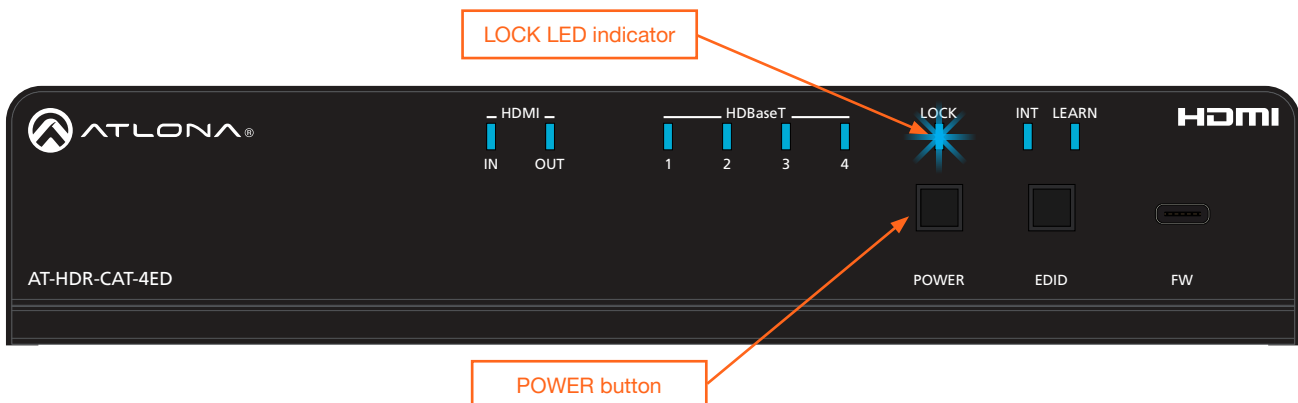 LOCK LED indicator
ATLONA®
HDMI
IN OUT
HDBaseT
1 2 3 4
LOCK
INT LEARN
HDMI
AT-HDR-CAT-4ED
POWER
EDID
FW
POWER button